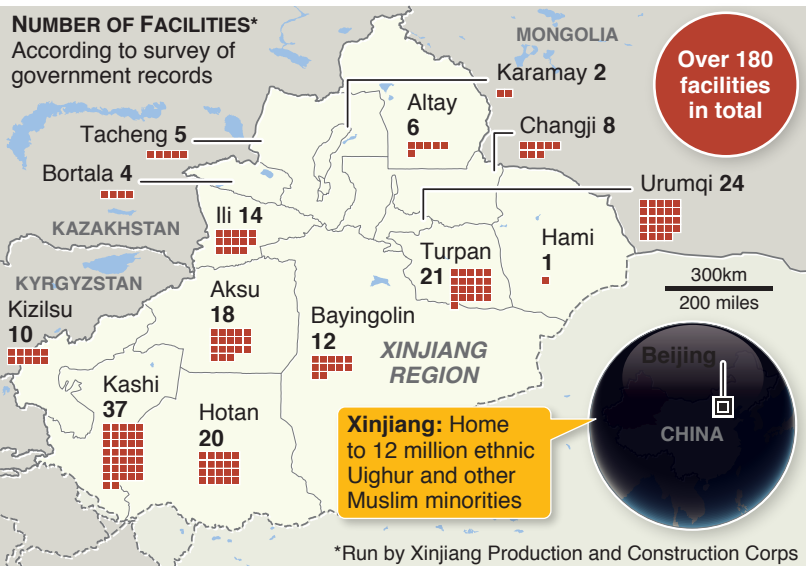 NUMBER OF FACILITIES*
According to survey of
government records
MONGOLIA
Over 180
facilities
in total
Karamay 2
Altay
6
Changji 8
Tacheng 5
Bortala 4
Urumqi 24
KAZAKHSTAN
Ili 14
Turpan
21
Hami
1
KYRGYZSTAN
Kizilsu
10
Aksu
18
Bayingolin
12
XINJIANG
REGION
300km
200 miles
Kashi
37
Hotan
20
Xinjiang: Home
to 12 million ethnic
Uighur and other
Muslim minorities
Beijing
CHINA
*Run by Xinjiang Production and Construction Corps